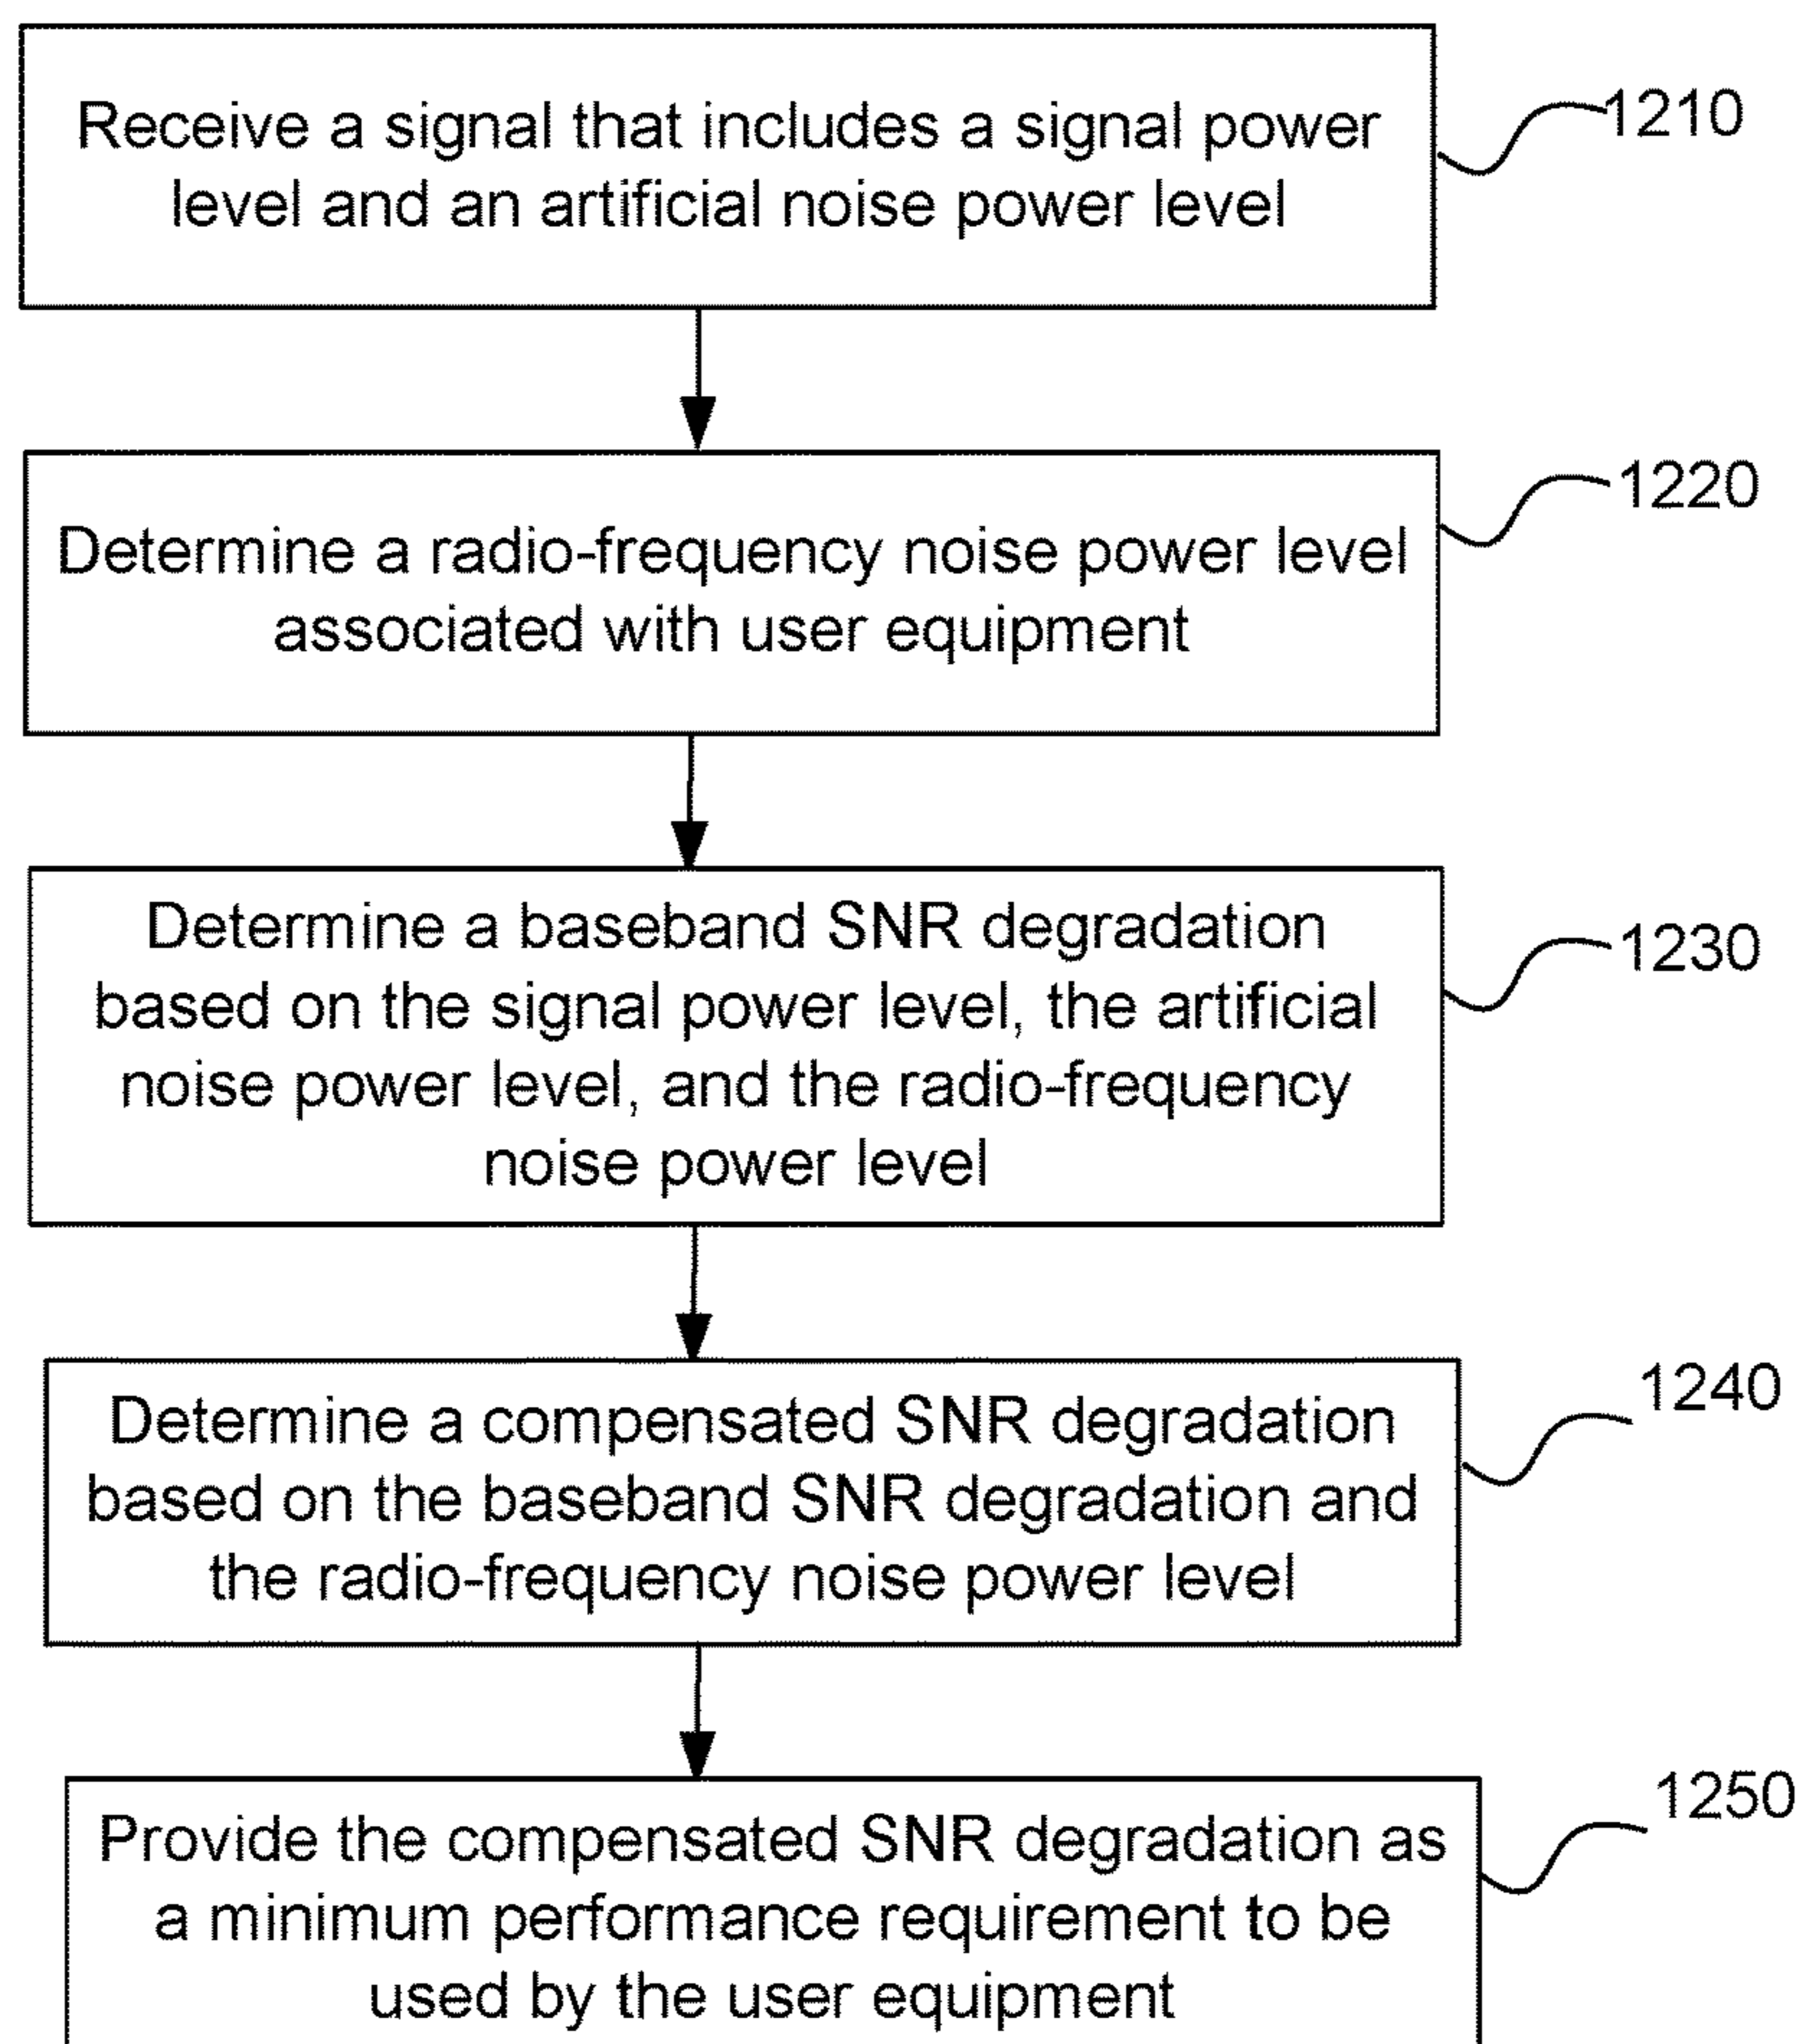 Receive a signal that includes a signal power
level and an artificial noise power level
1210
Determine a radio-frequency noise power level
associated with user equipment
1220
Determine a baseband SNR degradation
based on the signal power level, the artificial
noise power level, and the radio-frequency
noise power level
1230
Determine a compensated SNR degradation
based on the baseband SNR degradation and
the radio-frequency noise power level
1240
Provide the compensated SNR degradation as
a minimum performance requirement to be
used by the user equipment
1250